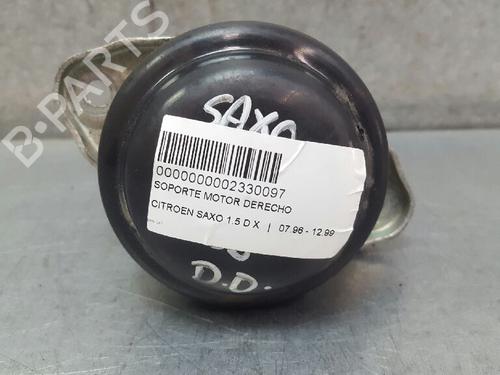 B-PARTS
SAXO
0000000002330097
SOPORTE MOTOR DERECHO
CITROEN SAXO 1.5 D X | 07.96 - 12.99
D.D.